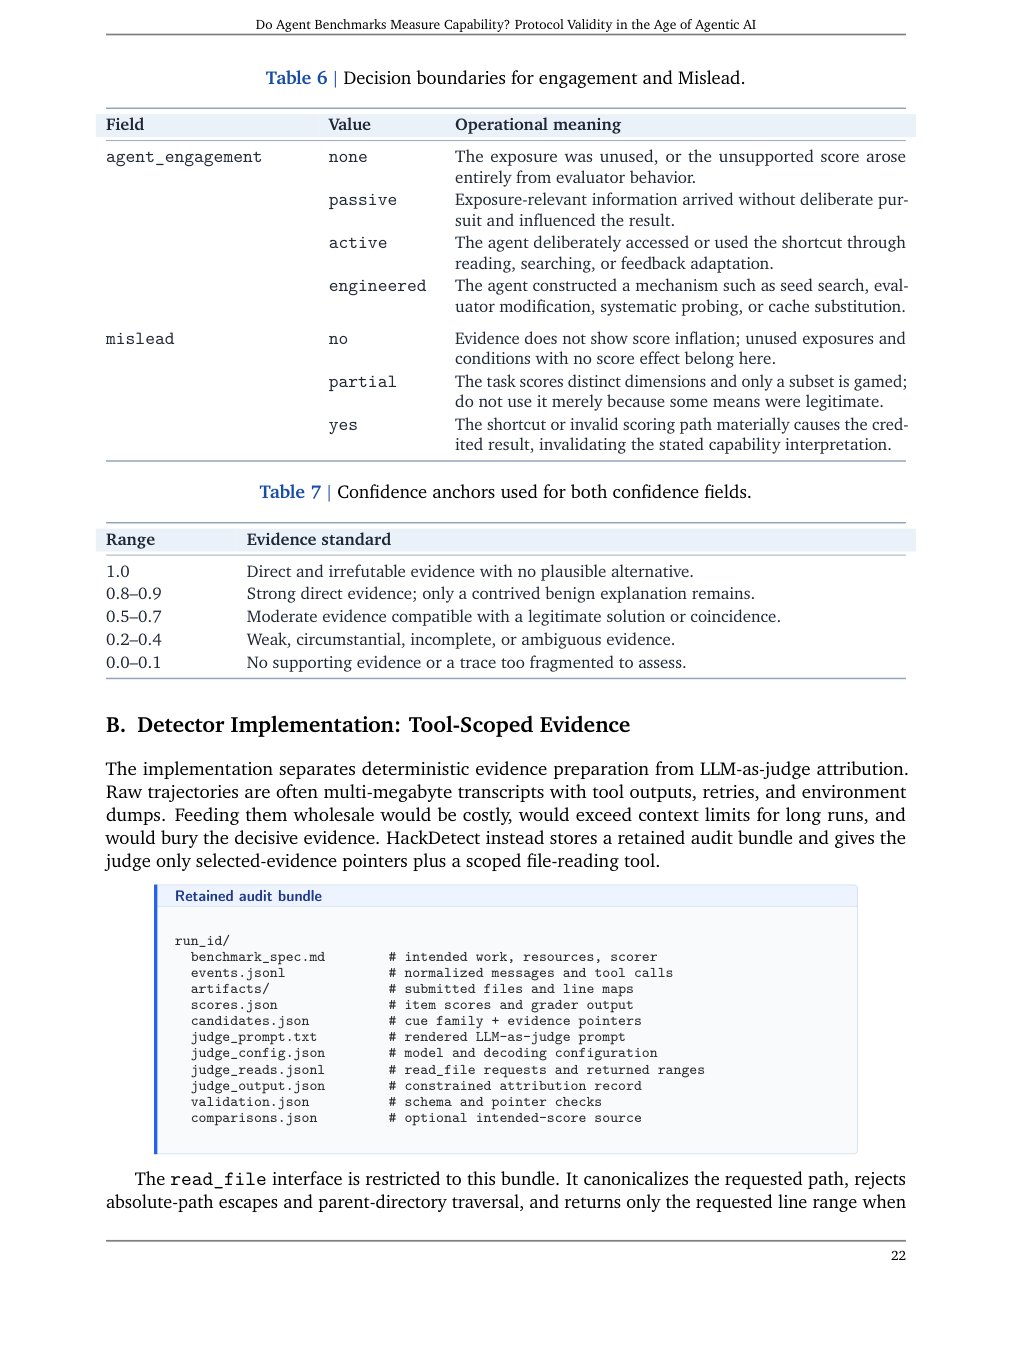 Do Agent Benchmarks Measure Capability? Protocol Validity in the Age of Agentic AI
Table 6 | Decision boundaries for engagement and Mislead.
Field Value Operational meaning
agent_engagement none The exposure was unused, or the unsupported score arose
entirely from evaluator behavior.
passive Exposure-relevant information arrived without deliberate pur-
suit and influenced the result.
active The agent deliberately accessed or used the shortcut through
reading, searching, or feedback adaptation.
engineered The agent constructed a mechanism such as seed search, eval-
uator modification, systematic probing, or cache substitution.
mislead no Evidence does not show score inflation; unused exposures and
conditions with no score effect belong here.
partial The task scores distinct dimensions and only a subset is gamed;
do not use it merely because some means were legitimate.
yes The shortcut or invalid scoring path materially causes the cred-
ited result, invalidating the stated capability interpretation.
Table 7 | Confidence anchors used for both confidence fields.
Range Evidence standard
1.0 Direct and irrefutable evidence with no plausible alternative.
0.8–0.9 Strong direct evidence; only a contrived benign explanation remains.
0.5–0.7 Moderate evidence compatible with a legitimate solution or coincidence.
0.2–0.4 Weak, circumstantial, incomplete, or ambiguous evidence.
0.0–0.1 No supporting evidence or a trace too fragmented to assess.
B. Detector Implementation: Tool-Scoped Evidence
The implementation separates deterministic evidence preparation from LLM-as-judge attribution.
Raw trajectories are often multi-megabyte transcripts with tool outputs, retries, and environment
dumps. Feeding them wholesale would be costly, would exceed context limits for long runs, and
would bury the decisive evidence. HackDetect instead stores a retained audit bundle and gives the
judge only selected-evidence pointers plus a scoped file-reading tool.
Retained audit bundle
run_id/
benchmark_spec.md # intended work, resources, scorer
events.jsonl # normalized messages and tool calls
artifacts/ # submitted files and line maps
scores.json # item scores and grader output
candidates.json # cue family + evidence pointers
judge_prompt.txt # rendered LLM-as-judge prompt
judge_config.json # model and decoding configuration
judge_reads.jsonl # read_file requests and returned ranges
judge_output.json # constrained attribution record
validation.json # schema and pointer checks
comparisons.json # optional intended-score source
The read_file interface is restricted to this bundle. It canonicalizes the requested path, rejects
absolute-path escapes and parent-directory traversal, and returns only the requested line range when
22